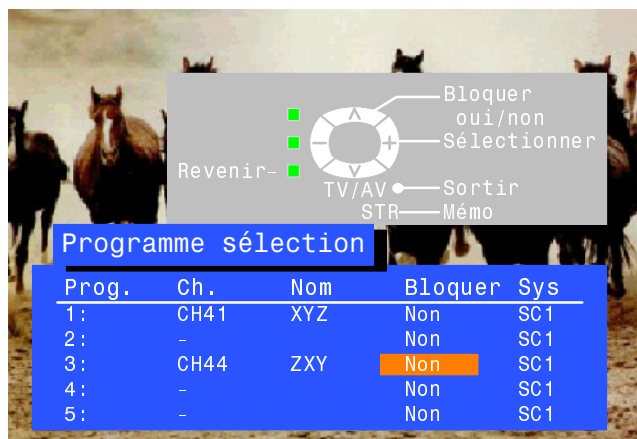 Bloquer
oui/non
Sélectionner
Revenir-
TV/AV Sortir
STR Mémo
Programme sélection
Prog. Ch. Nom Bloquer Sys
1: CH41 XYZ Non SC1
2: - Non SC1
3: CH44 ZXY Non SC1
4: - Non SC1
5: - Non SC1